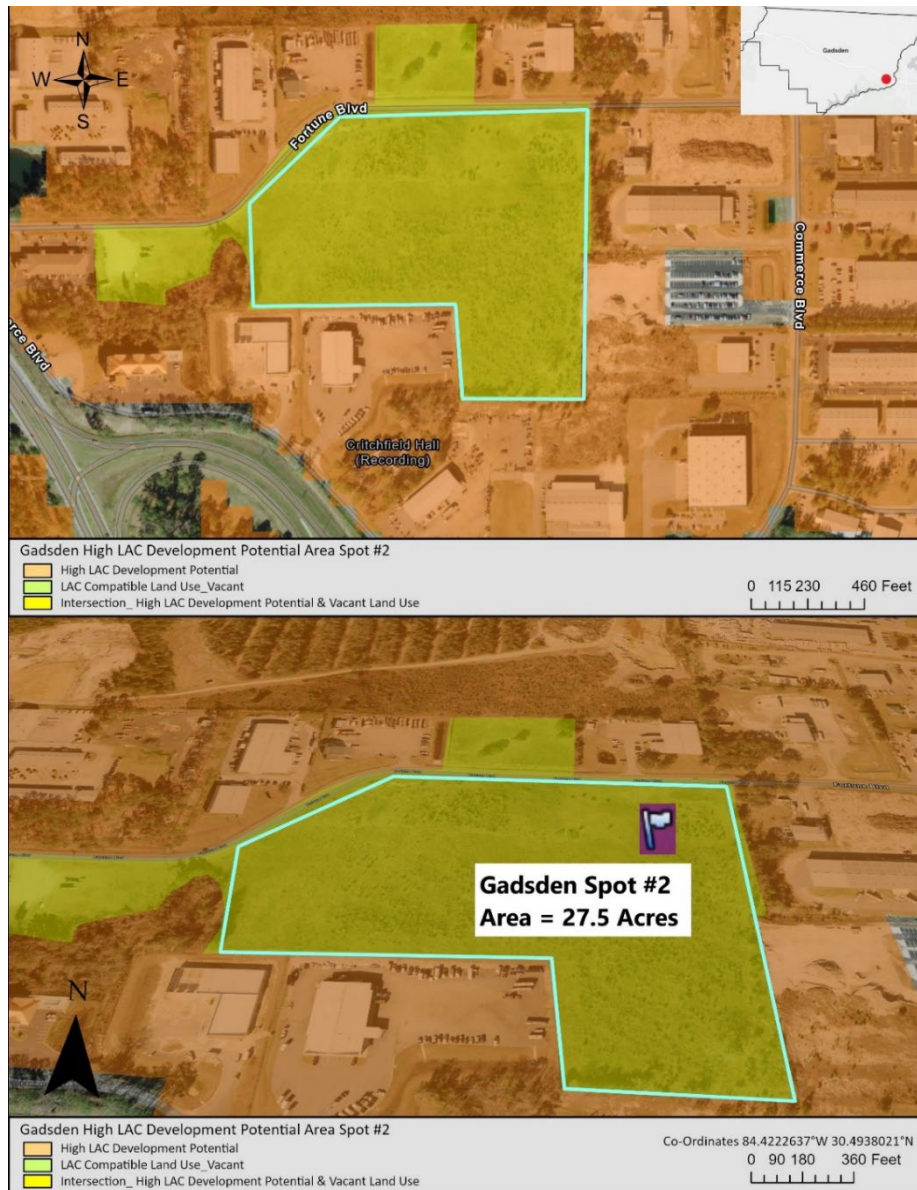 N
W E
S
Gadsden
Fortune Blvd
Commerce Blvd
rce Blvd
Critchfield Hall
(Recording)
Gadsden High LAC Development Potential Area Spot #2
High LAC Development Potential
LAC Compatible Land Use_Vacant
Intersection_ High LAC Development Potential & Vacant Land Use
0 115 230 460 Feet
Fortune Blvd
Gadsden Spot #2
Area = 27.5 Acres
N
Gadsden High LAC Development Potential Area Spot #2
High LAC Development Potential
LAC Compatible Land Use_Vacant
Intersection_ High LAC Development Potential & Vacant Land Use
Co-Ordinates 84.4222637°W 30.4938021°N
0 90 180 360 Feet